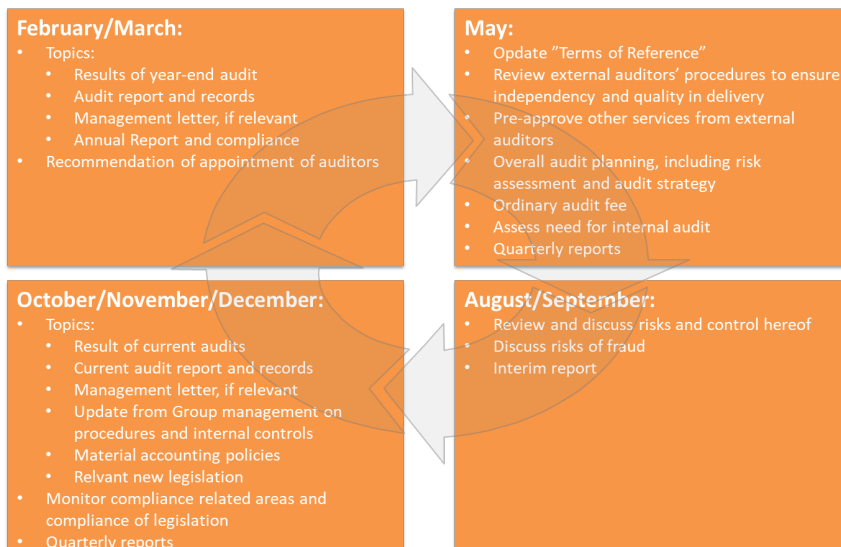 February/March:
• Topics:
• Results of year-end audit
• Audit report and records
• Management letter, if relevant
• Annual Report and compliance
• Recommendation of appointment of auditors
May:
• Opdate ”Terms of Reference”
• Review external auditors’ procedures to ensure
independency and quality in delivery
• Pre-approve other services from external
auditors
• Overall audit planning, including risk
assessment and audit strategy
• Ordinary audit fee
• Assess need for internal audit
• Quarterly reports
October/November/December:
• Topics:
• Result of current audits
• Current audit report and records
• Management letter, if relevant
• Update from Group management on
procedures and internal controls
• Material accounting policies
• Relvant new legislation
• Monitor compliance related areas and
compliance of legislation
• Quarterly reports
August/September:
• Review and discuss risks and control hereof
• Discuss risks of fraud
• Interim report